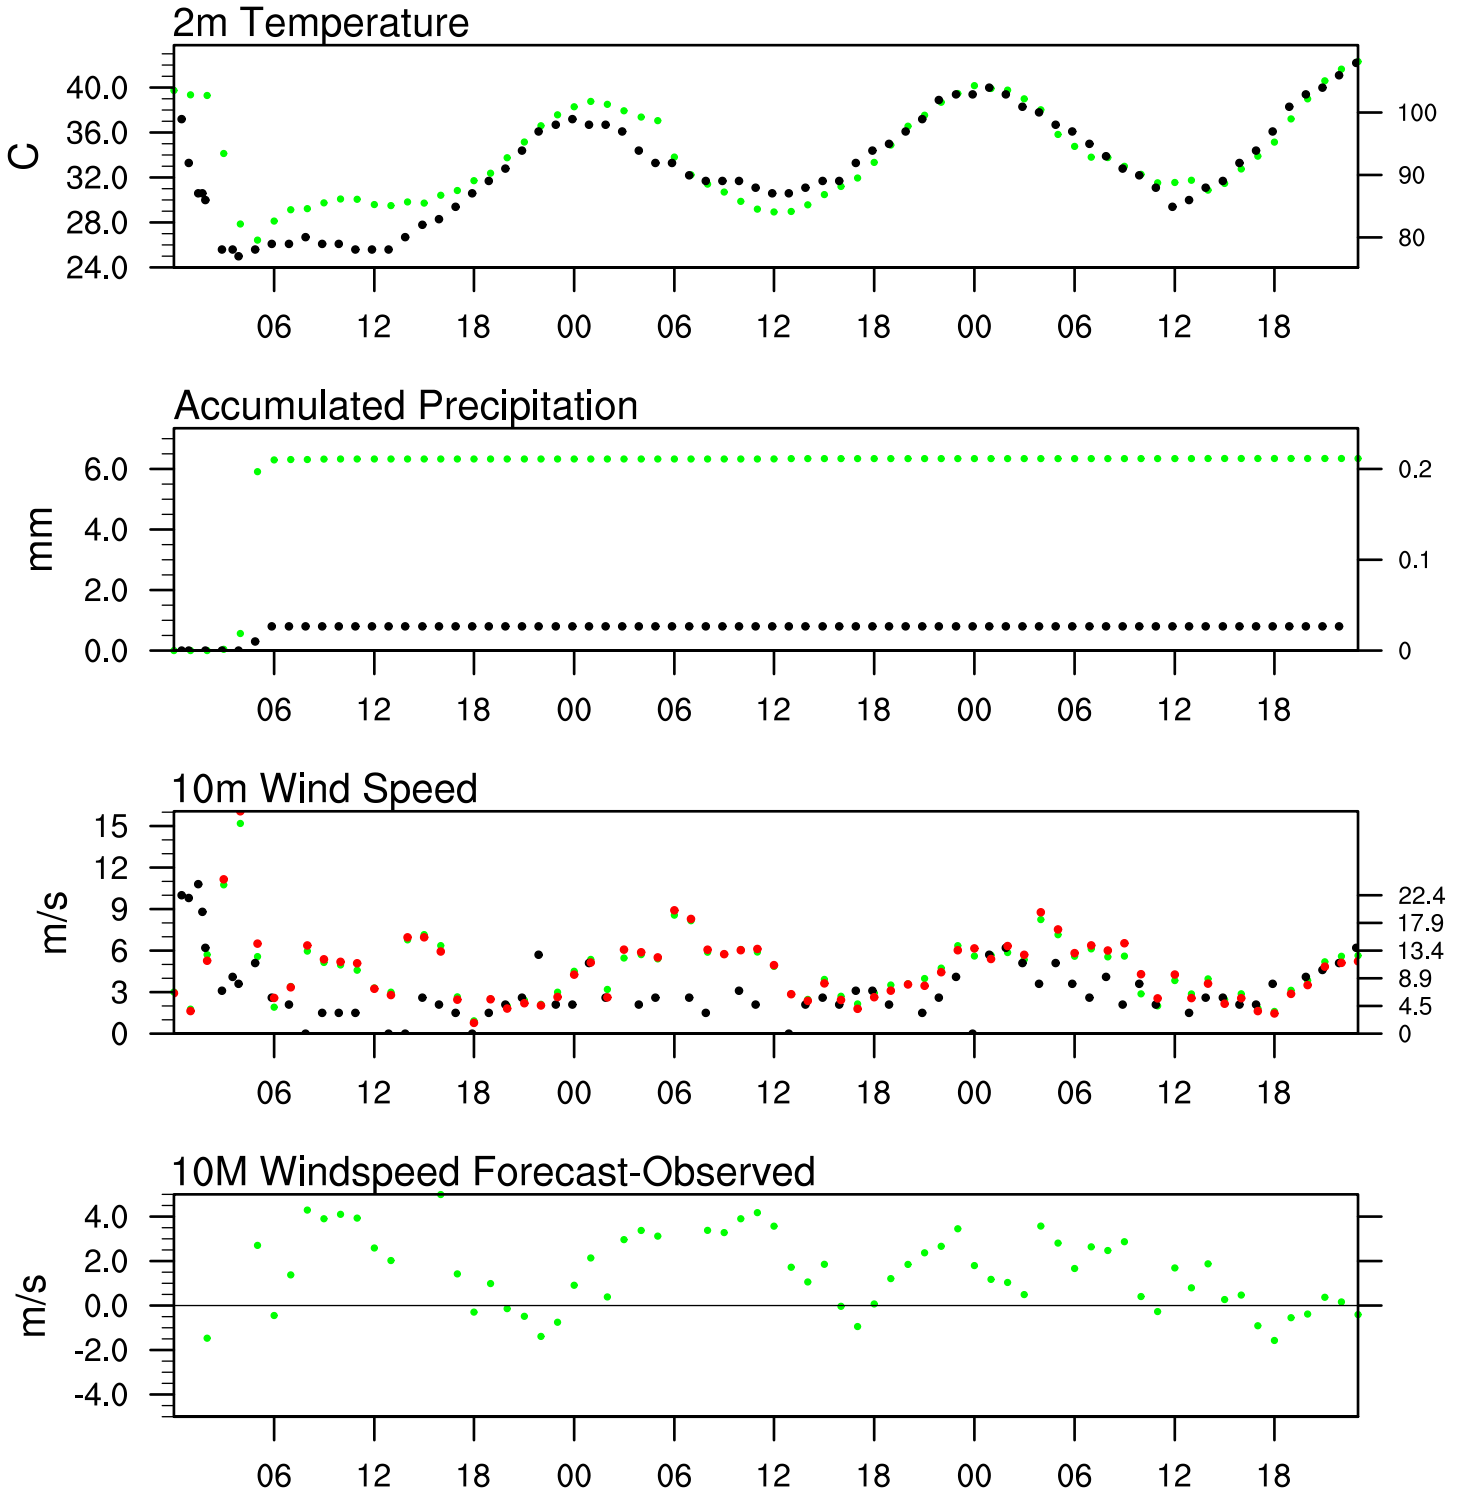 2m Temperature
C
40.0
36.0
32.0
28.0
24.0
100
90
80
06 12 18 00 06 12 18 00 06 12 18
Accumulated Precipitation
mm
6.0
4.0
2.0
0.0
0.2
0.1
0
06 12 18 00 06 12 18 00 06 12 18
10m Wind Speed
m/s
15
12
9
6
3
0
22.4
17.9
13.4
8.9
4.5
0
06 12 18 00 06 12 18 00 06 12 18
10M Windspeed Forecast-Observed
m/s
4.0
2.0
0.0
-2.0
-4.0
06 12 18 00 06 12 18 00 06 12 18